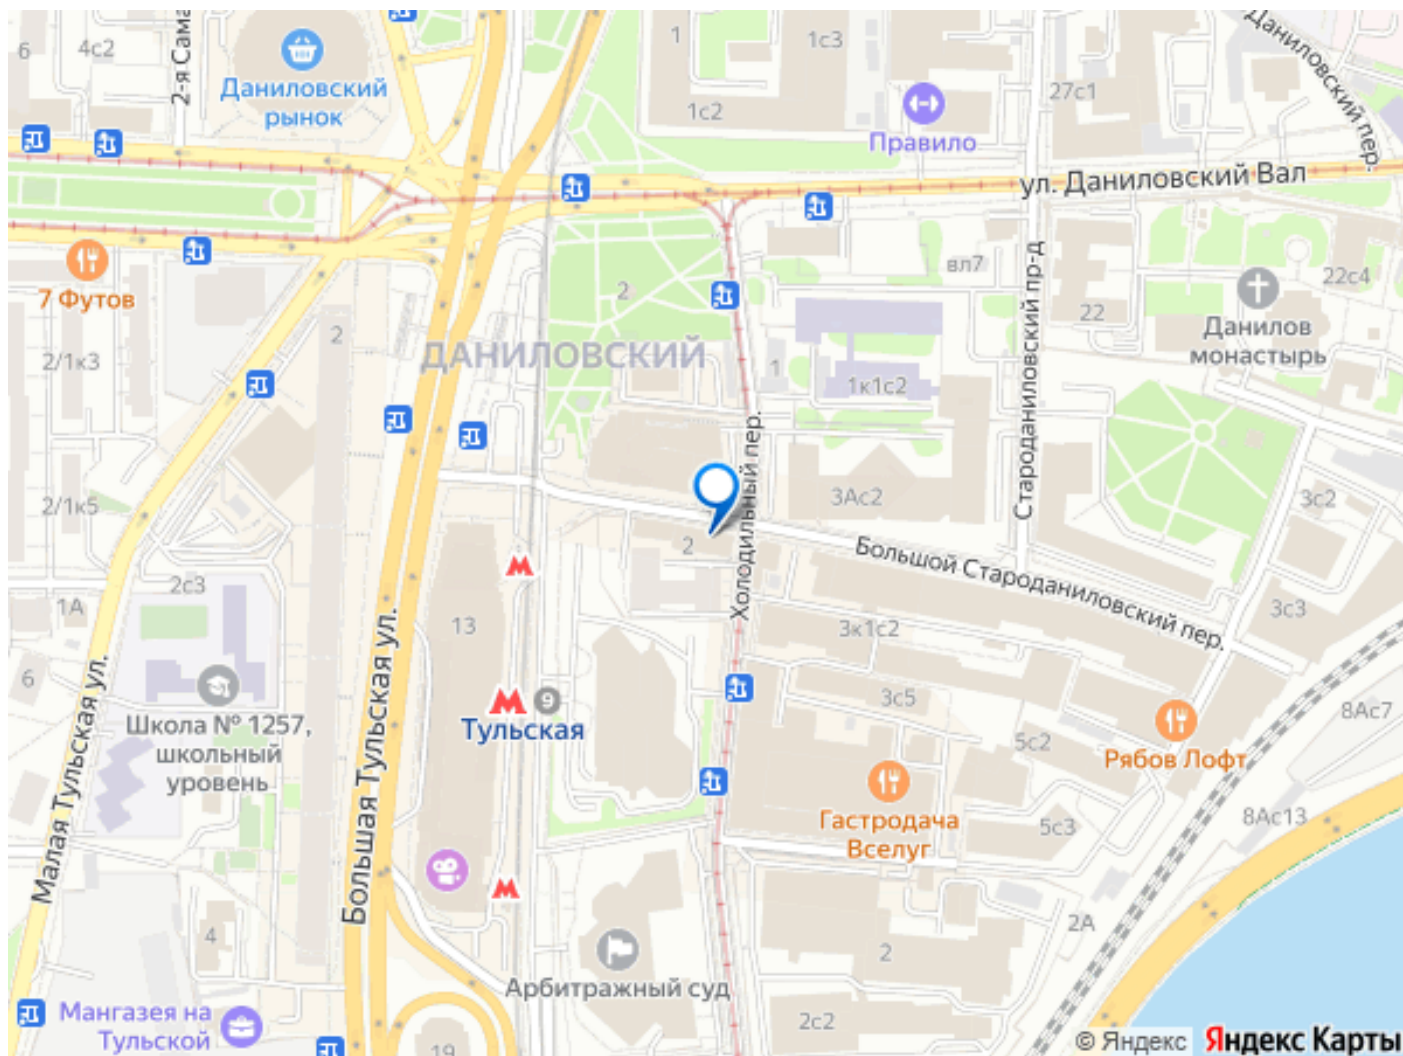 6
4с2
2-я Сама
Даниловский
рынок
1
1с3
1с2
Правило
27с1
Даниловский пер.
ул. Даниловский Вал
7 Футов
2/1к3
2
2
ДАНИЛОВСКИЙ
вл7
1
1к1с2
Староданиловский пр-д
22
22с4
Данилов
монастырь
2/1к5
Холодильный пер.
3Ас2
3с2
2
Большой Староданиловский пер.
2с3
1А
13
3к1с2
3с3
6
Малая Тульская ул.
Большая Тульская ул.
Школа № 1257,
школьный
уровень
9
Тульская
3с5
5с2
8Ас7
Рябов Лофт
Гастродача
Вселуг
5с3
8Ас13
4
2А
2
Арбитражный суд
Мангазея на
Тульской
19
2с2
© Яндекс
Яндекс Карты